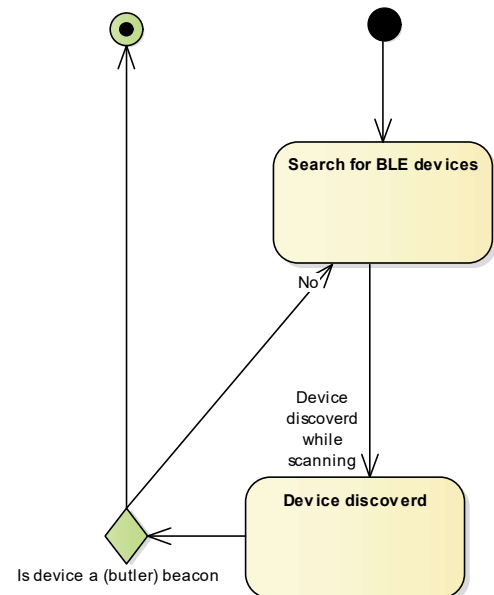 Search for BLE devices
No
Device
discoverd
while
scanning
Device discoverd
Is device a (butler) beacon